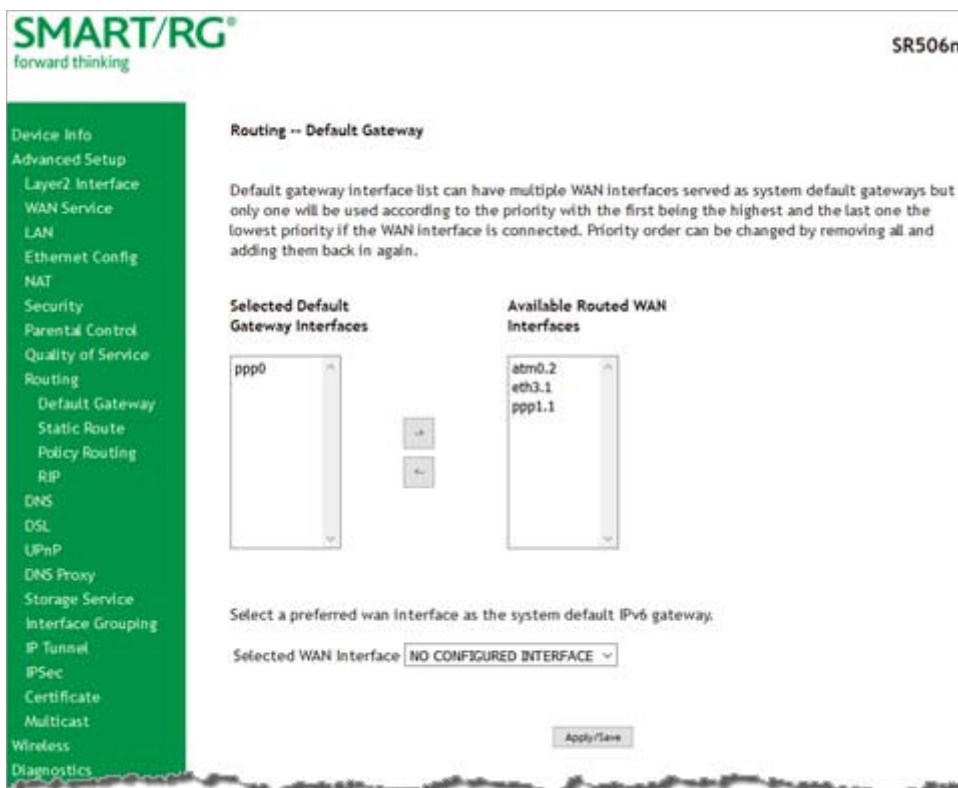 SMART/RG®
forward thinking
SR506n
Device Info
Advanced Setup
Layer2 Interface
WAN Service
LAN
Ethernet Config
NAT
Security
Parental Control
Quality of Service
Routing
Default Gateway
Static Route
Policy Routing
RIP
DNS
DSL
UPnP
DNS Proxy
Storage Service
Interface Grouping
IP Tunnel
IPSec
Certificate
Multicast
Wireless
Diagnostics
Routing -- Default Gateway
Default gateway interface list can have multiple WAN interfaces served as system default gateways but
only one will be used according to the priority with the first being the highest and the last one the
lowest priority if the WAN interface is connected. Priority order can be changed by removing all and
adding them back in again.
Selected Default
Gateway Interfaces
Available Routed WAN
Interfaces
ppp0
atm0.2
eth3.1
ppp1.1
->
<-
Select a preferred wan interface as the system default IPv6 gateway.
Selected WAN Interface NO CONFIGURED INTERFACE
Apply/Save